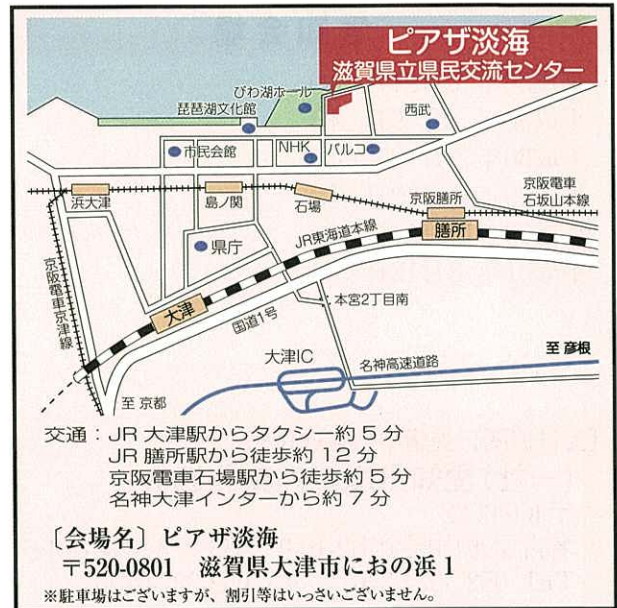 ピアザ淡海
滋賀県立県民交流センター
びわ湖ホール
琵琶湖文化館
西武
市民会館
NHK
パルコ
京阪電車
石坂山本線
浜大津
島ノ関
石場
京阪膳所
膳所
県庁
JR東海道本線
京阪電車京津線
大津
国道1号
本宮2丁目南
大津IC
名神高速道路
至 彦根
至 京都
交通：JR 大津駅からタクシー約 5 分
JR 膳所駅から徒歩約 12 分
京阪電車石場駅から徒歩約 5 分
名神大津インターから約 7 分
〔会場名〕ピアザ淡海
〒520-0801 滋賀県大津市におの浜 1
※駐車場はございますが、割引等はいっさいございません。